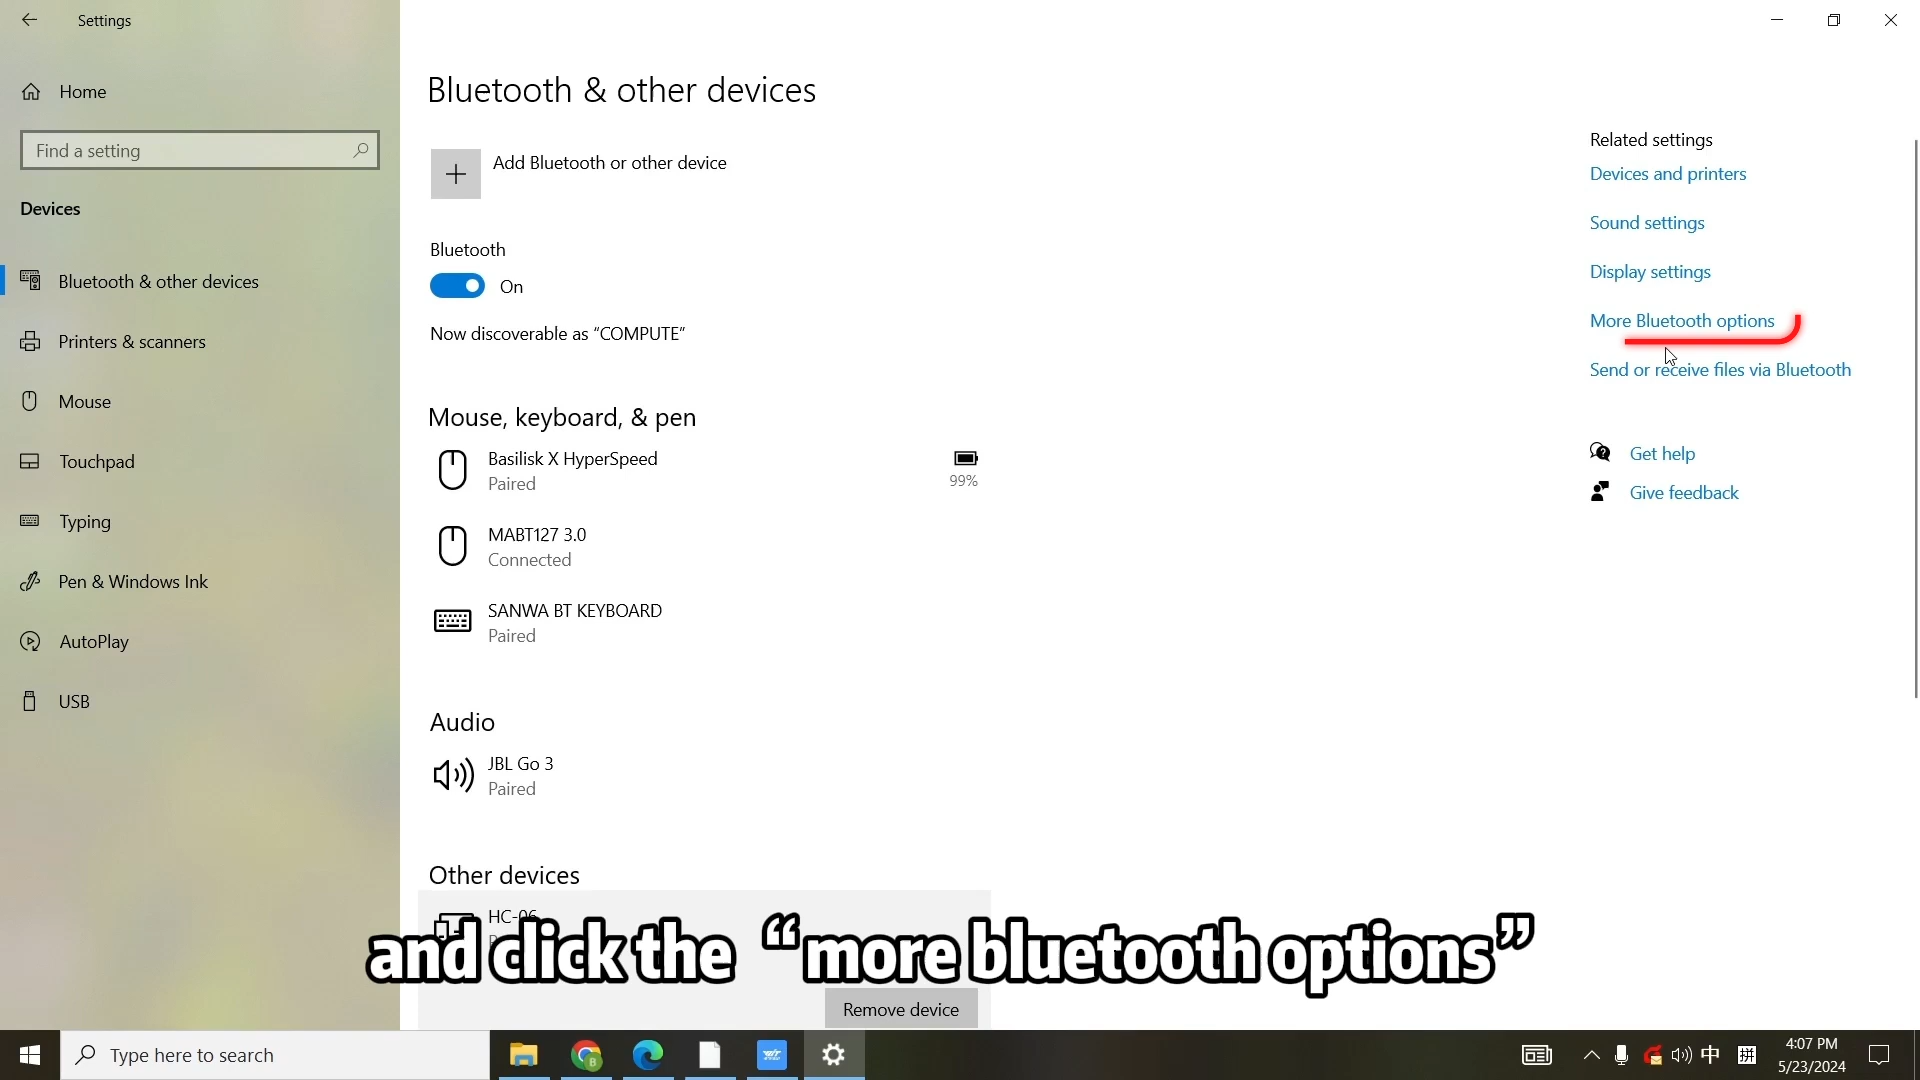 Settings
Home
Find a setting
Devices
Bluetooth & other devices
Printers & scanners
Mouse
Touchpad
Typing
Pen & Windows Ink
AutoPlay
USB
Bluetooth & other devices
Add Bluetooth or other device
Bluetooth
On
Now discoverable as “COMPUTE”
Mouse, keyboard, & pen
Basilisk X HyperSpeed
Paired
99%
MABT127 3.0
Connected
SANWA BT KEYBOARD
Paired
Audio
JBL Go 3
Paired
Other devices
HC-06
Remove device
Related settings
Devices and printers
Sound settings
Display settings
More Bluetooth options
Send or receive files via Bluetooth
Get help
Give feedback
and click the “more bluetooth options”
Type here to search
中
拼
4:07 PM
5/23/2024